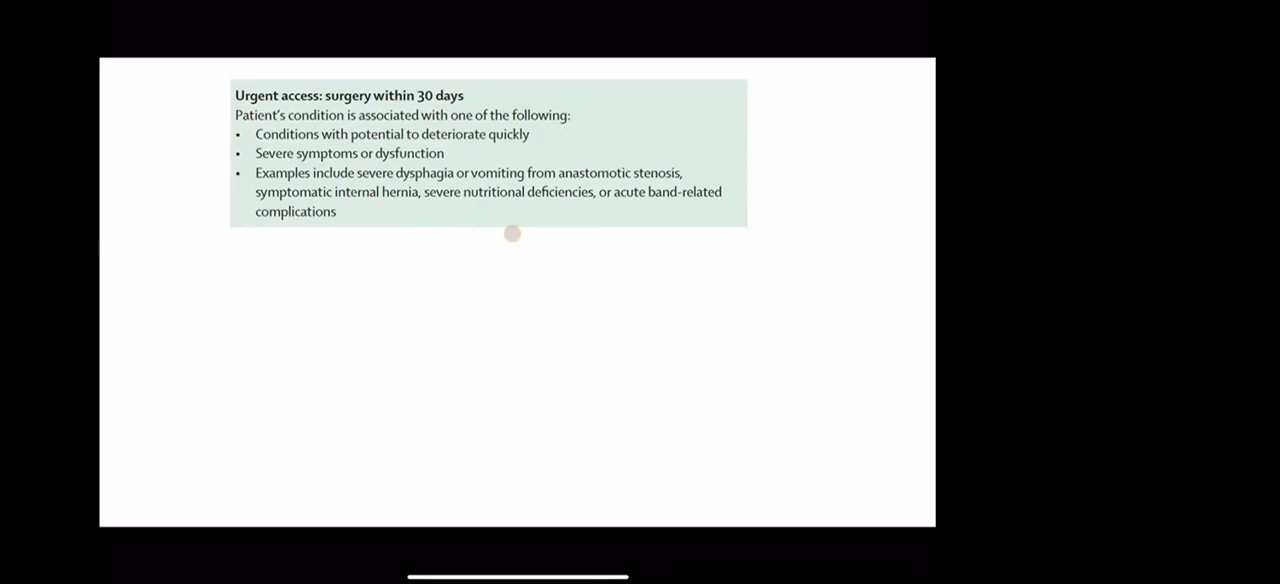 Urgent access: surgery within 30 days
Patient's condition is associated with one of the following:
• Conditions with potential to deteriorate quickly
• Severe symptoms or dysfunction
• Examples include severe dysphagia or vomiting from anastomotic stenosis,
symptomatic internal hernia, severe nutritional deficiencies, or acute band-related
complications